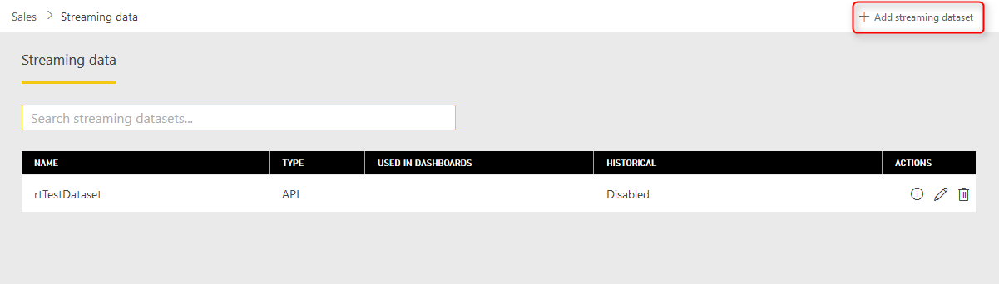 Sales > Streaming data
+ Add streaming dataset
Streaming data
Search streaming datasets...
NAME TYPE USED IN DASHBOARDS HISTORICAL ACTIONS
rtTestDataset API Disabled